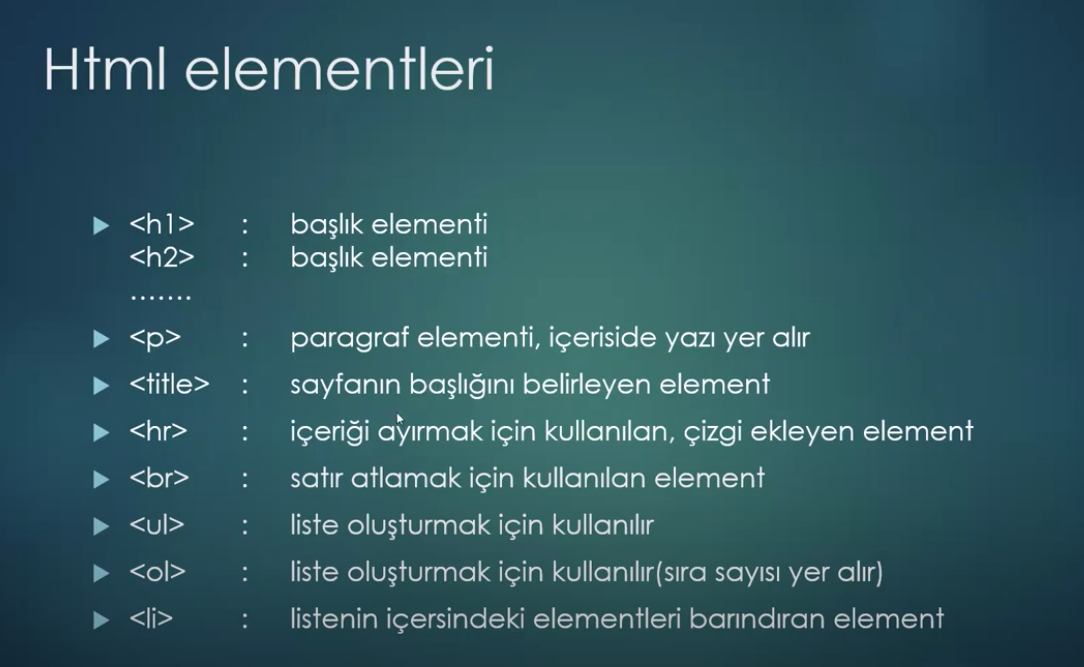 Html elementleri
<h1> : başlık elementi
<h2> : başlık elementi
.......
<p> : paragraf elementi, içeriside yazı yer alır
<title> : sayfanın başlığını belirleyen element
<hr> : içeriği ayırmak için kullanılan, çizgi ekleyen element
<br> : satır atlamak için kullanılan element
<ul> : liste oluşturmak için kullanılır
<ol> : liste oluşturmak için kullanılır(sıra sayısı yer alır)
<li> : listenin içersindeki elementleri barındıran element